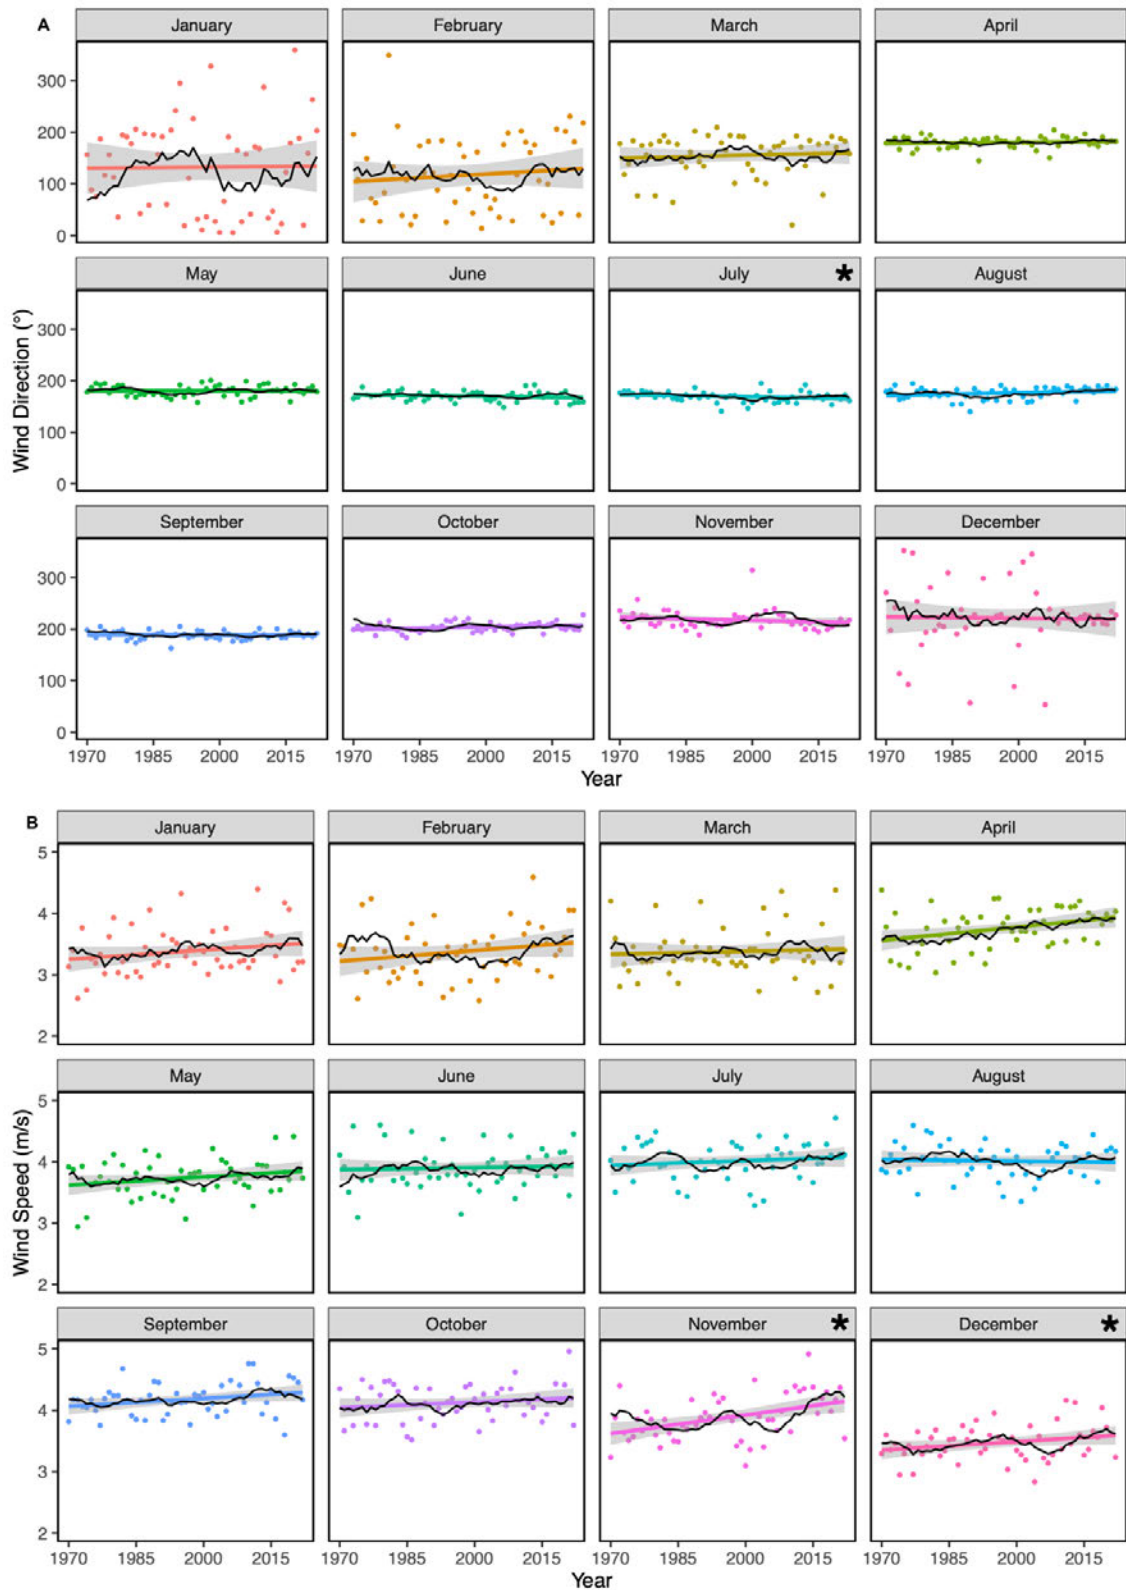 A
January February March April
300
200
100
0
May June July * August
Wind Direction (°)
300
200
100
0
September October November December
300
200
100
0
1970 1985 2000 2015 1970 1985 2000 2015 1970 1985 2000 2015 1970 1985 2000 2015
Year
B
January February March April
5
4
3
2
May June July August
Wind Speed (m/s)
5
4
3
2
September October November * December *
5
4
3
2
1970 1985 2000 2015 1970 1985 2000 2015 1970 1985 2000 2015 1970 1985 2000 2015
Year